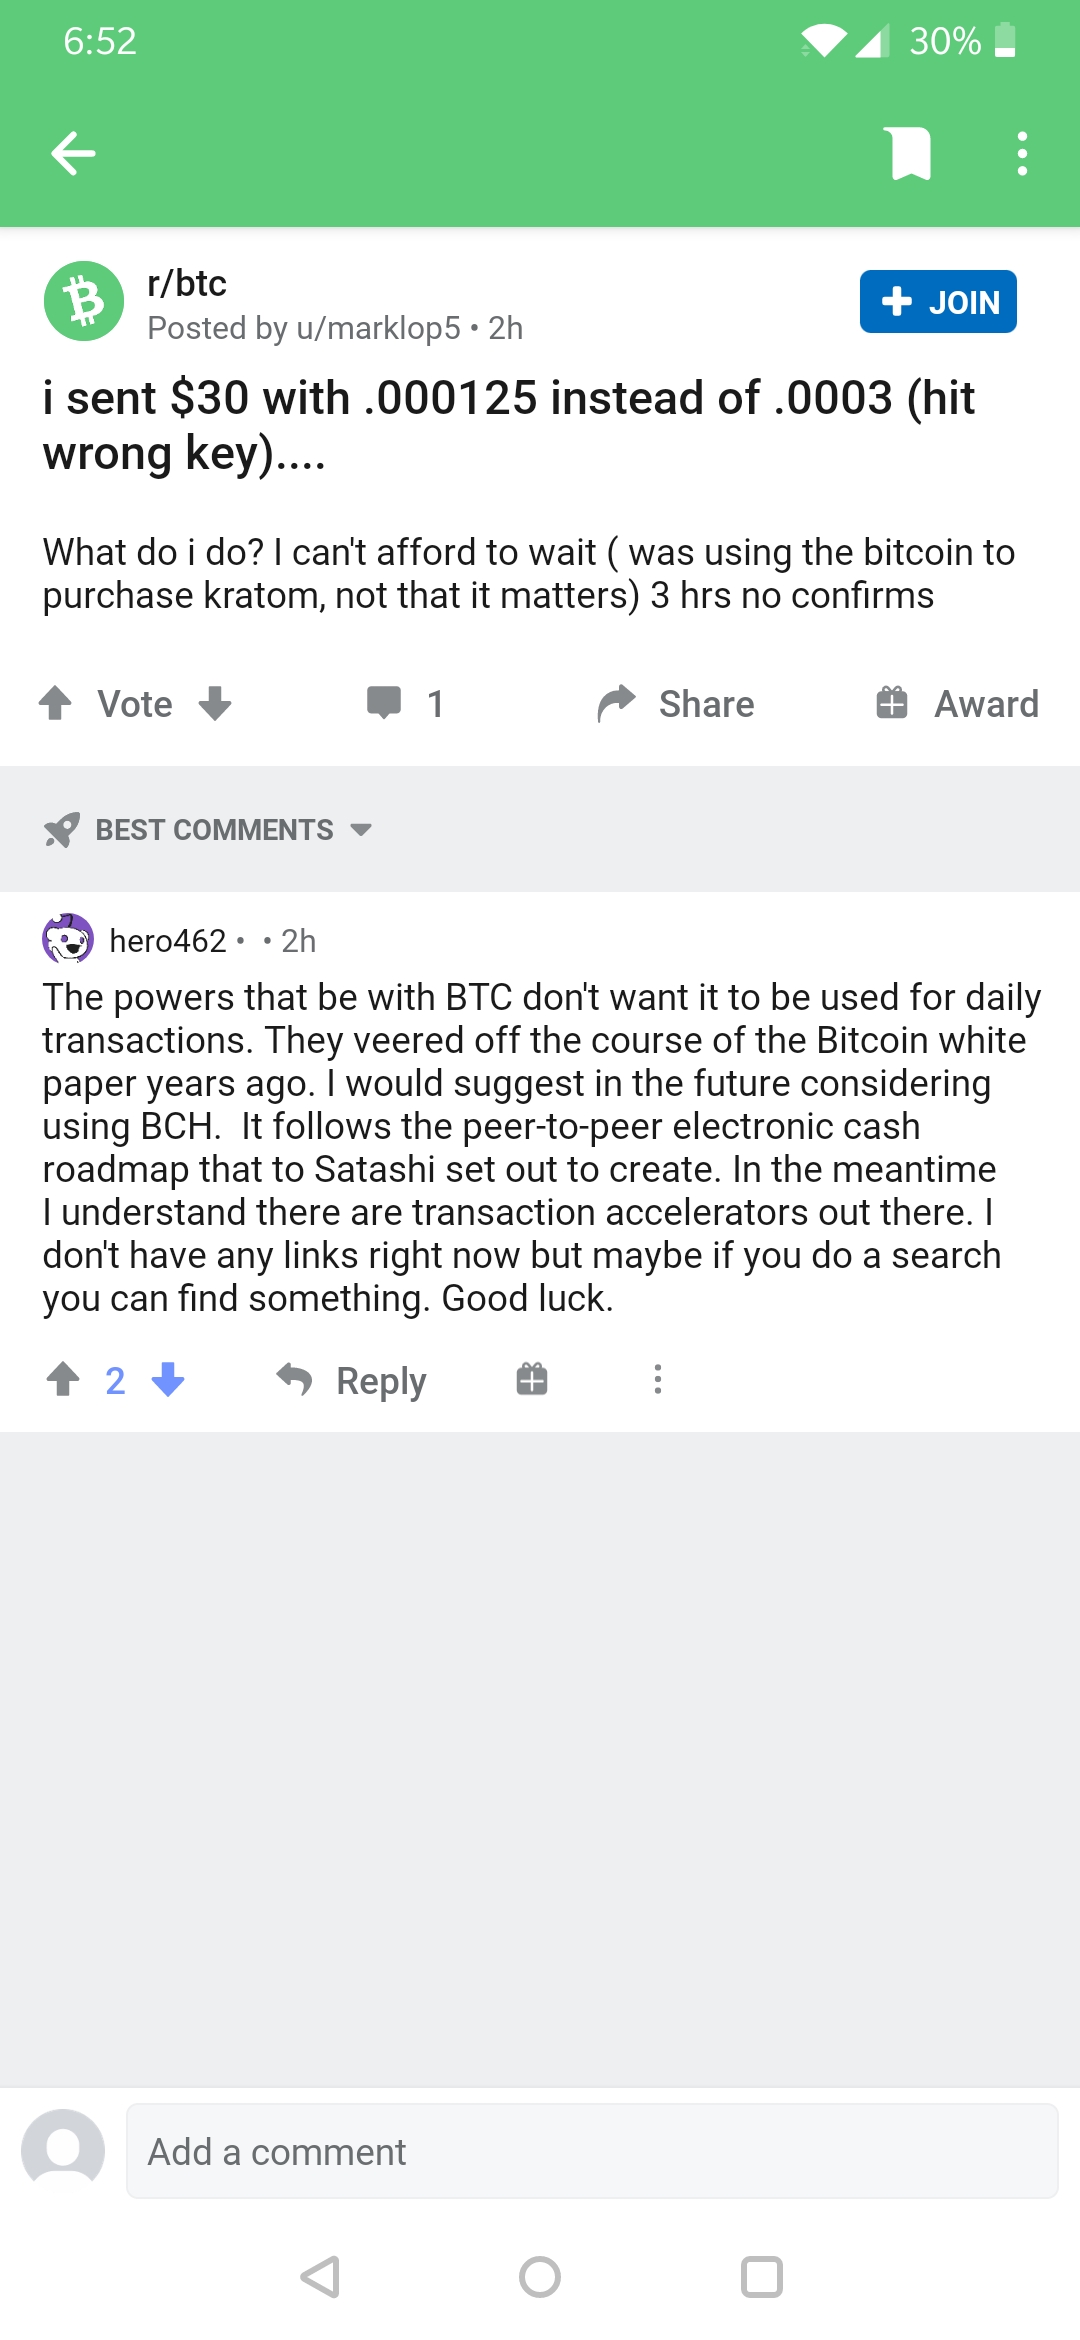 6:52
30%
r/btc
Posted by u/marklop5 • 2h
JOIN
i sent $30 with .000125 instead of .0003 (hit
wrong key)....
What do i do? I can't afford to wait ( was using the bitcoin to
purchase kratom, not that it matters) 3 hrs no confirms
Vote
1
Share
Award
BEST COMMENTS
hero462 • • 2h
The powers that be with BTC don't want it to be used for daily
transactions. They veered off the course of the Bitcoin white
paper years ago. I would suggest in the future considering
using BCH.  It follows the peer-to-peer electronic cash
roadmap that to Satashi set out to create. In the meantime
I understand there are transaction accelerators out there. I
don't have any links right now but maybe if you do a search
you can find something. Good luck.
2
Reply
Add a comment